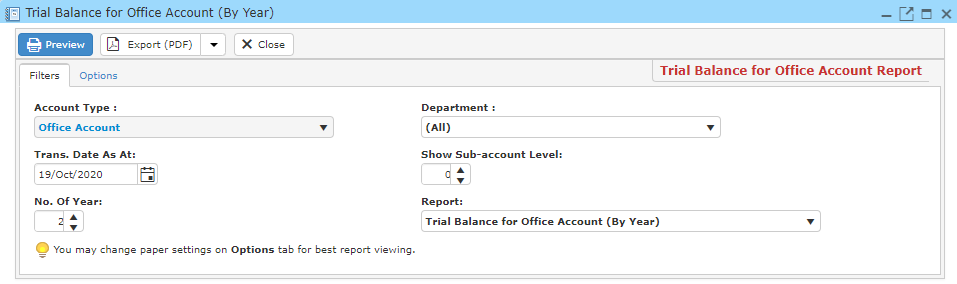 Trial Balance for Office Account (By Year)
Preview Export (PDF) Close
Filters Options Trial Balance for Office Account Report
Account Type : Department :
Office Account (All)
Trans. Date As At: Show Sub-account Level:
19/Oct/2020 0
No. Of Year: Report:
2 Trial Balance for Office Account (By Year)
You may change paper settings on Options tab for best report viewing.